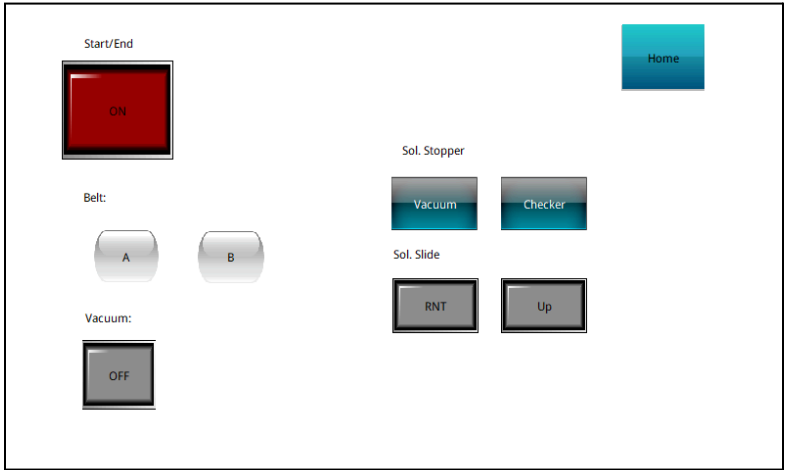 Start/End
Home
ON
Sol. Stopper
Vacuum
Checker
Belt:
A
B
Sol. Slide
RNT
Up
Vacuum:
OFF